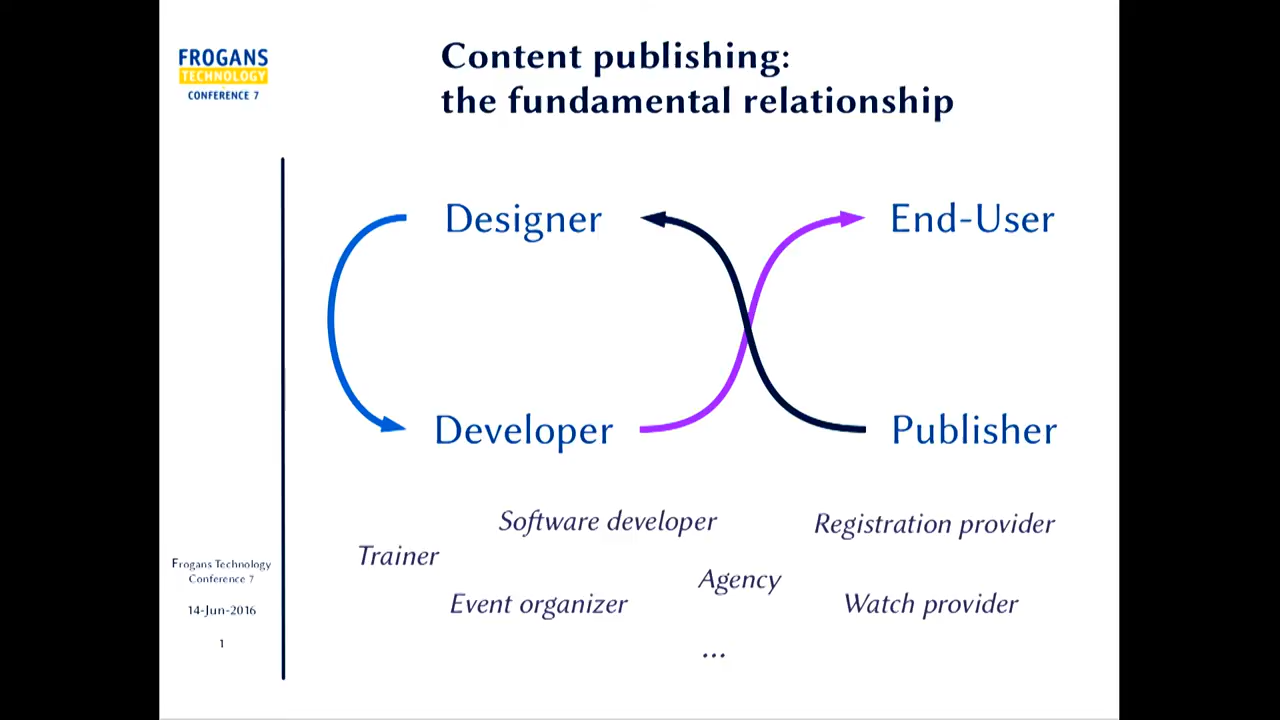 FROGANS
TECHNOLOGY
CONFERENCE 7
Content publishing:
the fundamental relationship
Designer
End-User
Developer
Publisher
Software developer
Registration provider
Trainer
Agency
Event organizer
Watch provider
...
Frogans Technology
Conference 7
14-Jun-2016
1